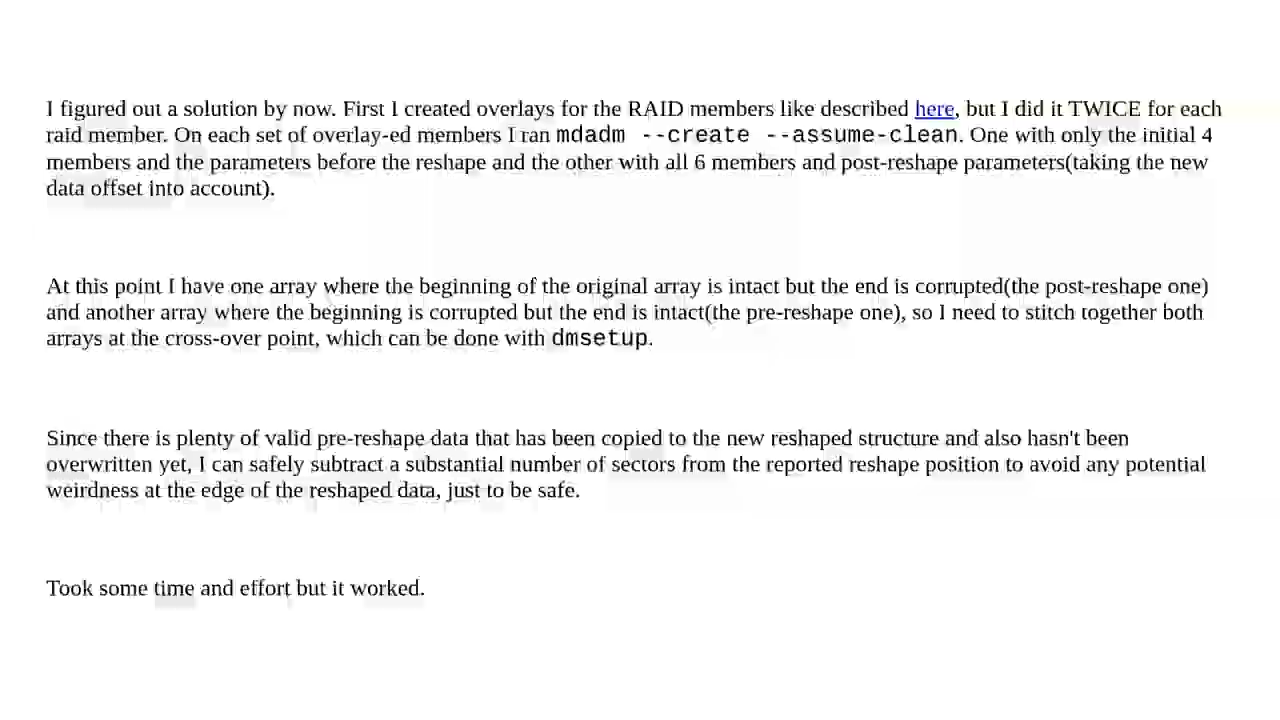 I figured out a solution by now. First I created overlays for the RAID members like described here, but I did it TWICE for each
raid member. On each set of overlay-ed members I ran mdadm --create --assume-clean. One with only the initial 4
members and the parameters before the reshape and the other with all 6 members and post-reshape parameters(taking the new
data offset into account).
At this point I have one array where the beginning of the original array is intact but the end is corrupted(the post-reshape one)
and another array where the beginning is corrupted but the end is intact(the pre-reshape one), so I need to stitch together both
arrays at the cross-over point, which can be done with dmsetup.
Since there is plenty of valid pre-reshape data that has been copied to the new reshaped structure and also hasn't been
overwritten yet, I can safely subtract a substantial number of sectors from the reported reshape position to avoid any potential
weirdness at the edge of the reshaped data, just to be safe.
Took some time and effort but it worked.